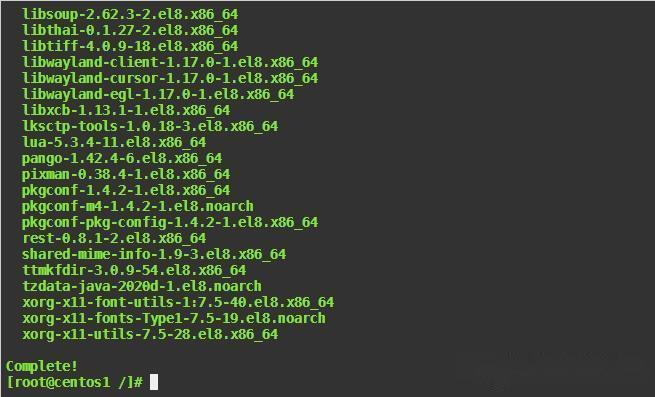 libsoup-2.62.3-2.el8.x86_64
libthai-0.1.27-2.el8.x86_64
libtiff-4.0.9-18.el8.x86_64
libwayland-client-1.17.0-1.el8.x86_64
libwayland-cursor-1.17.0-1.el8.x86_64
libwayland-egl-1.17.0-1.el8.x86_64
libxcb-1.13.1-1.el8.x86_64
lksctp-tools-1.0.18-3.el8.x86_64
lua-5.3.4-11.el8.x86_64
pango-1.42.4-6.el8.x86_64
pixman-0.38.4-1.el8.x86_64
pkgconf-1.4.2-1.el8.x86_64
pkgconf-m4-1.4.2-1.el8.noarch
pkgconf-pkg-config-1.4.2-1.el8.x86_64
rest-0.8.1-2.el8.x86_64
shared-mime-info-1.9-3.el8.x86_64
ttmkfdir-3.0.9-54.el8.x86_64
tzdata-java-2020d-1.el8.noarch
xorg-x11-font-utils-1:7.5-40.el8.x86_64
xorg-x11-fonts-Type1-7.5-19.el8.noarch
xorg-x11-utils-7.5-28.el8.x86_64
Complete!
[root@centos1 /]#